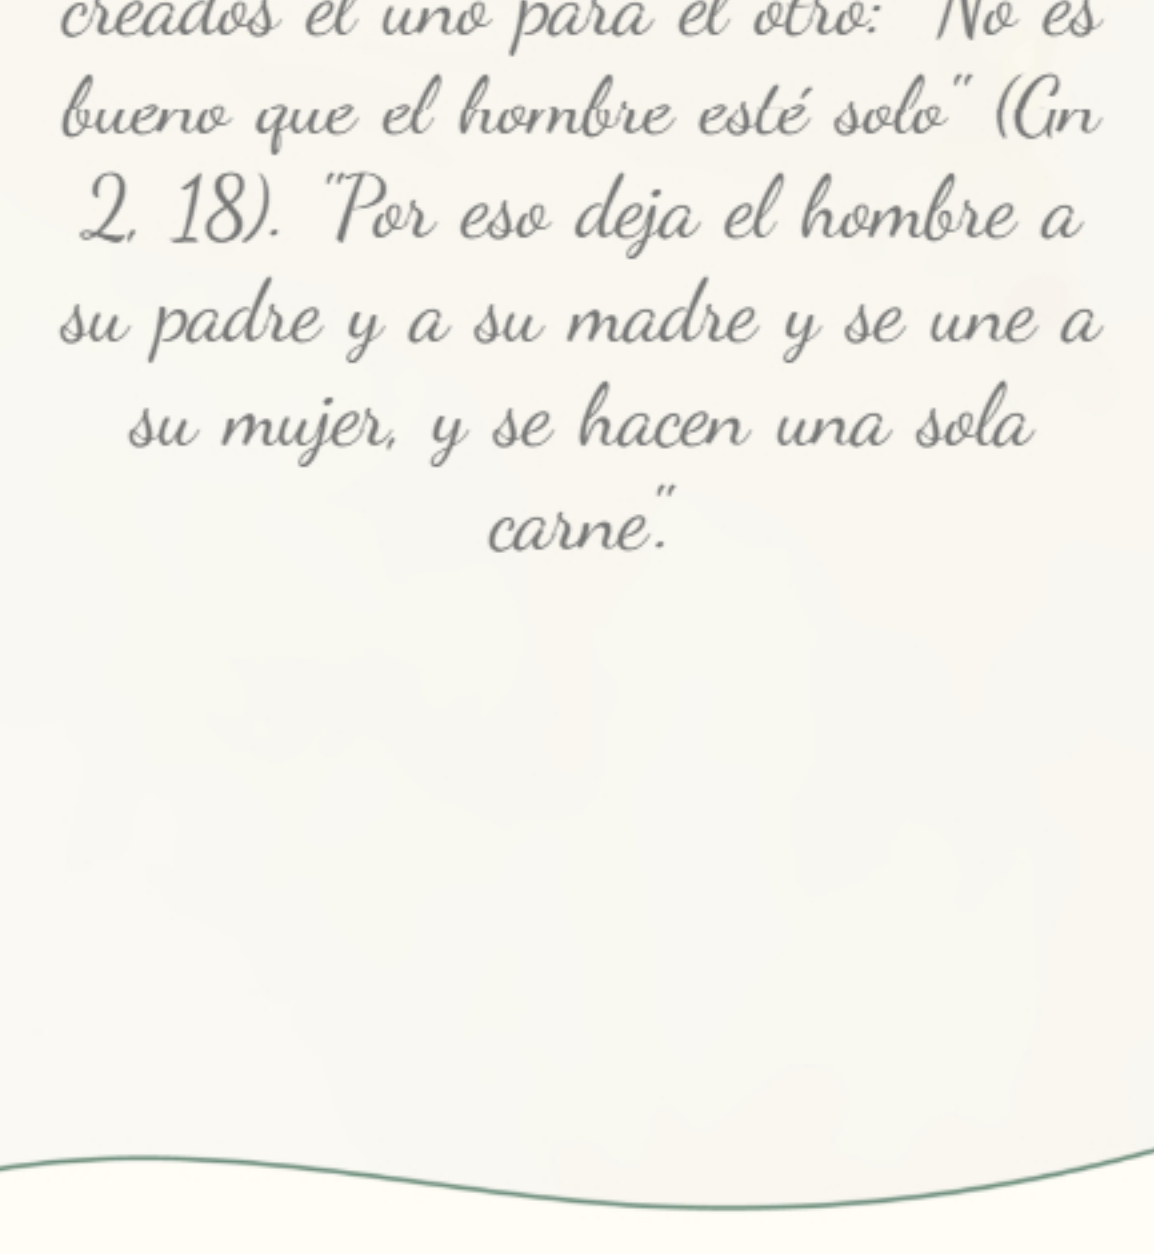 creados el uno para el otro: "No es
bueno que el hombre esté solo" (Gn
2, 18). "Por eso deja el hombre a
su padre y a su madre y se une a
su mujer, y se hacen una sola
carne."